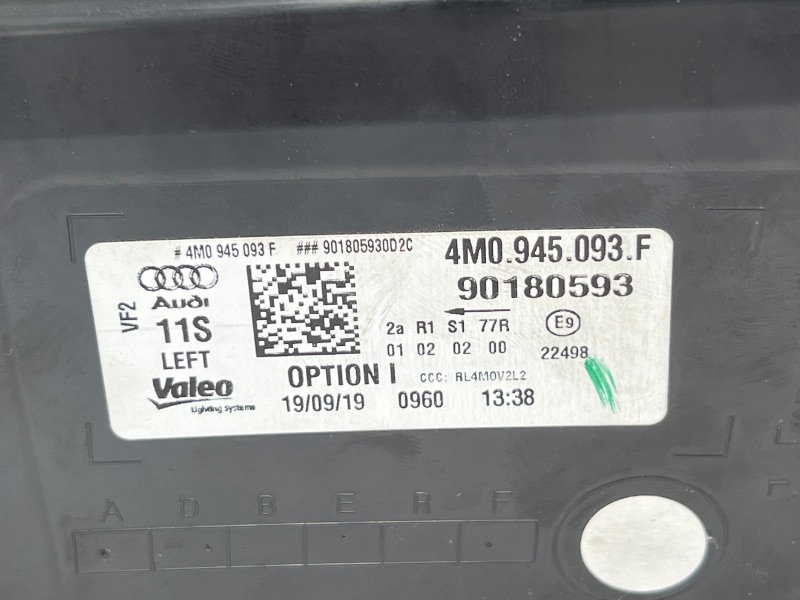 # 4M0 945 093 F ### 901805930D2C
4M0.945.093.F
90180593
VF2
Audi
11S
LEFT
Valeo
Lighting Systems
2a R1 S1 77R
01 02 02 00
E9
22498
OPTION I CCC: RL4M0V2L2
19/09/19 0960 13:38
A D B E R F